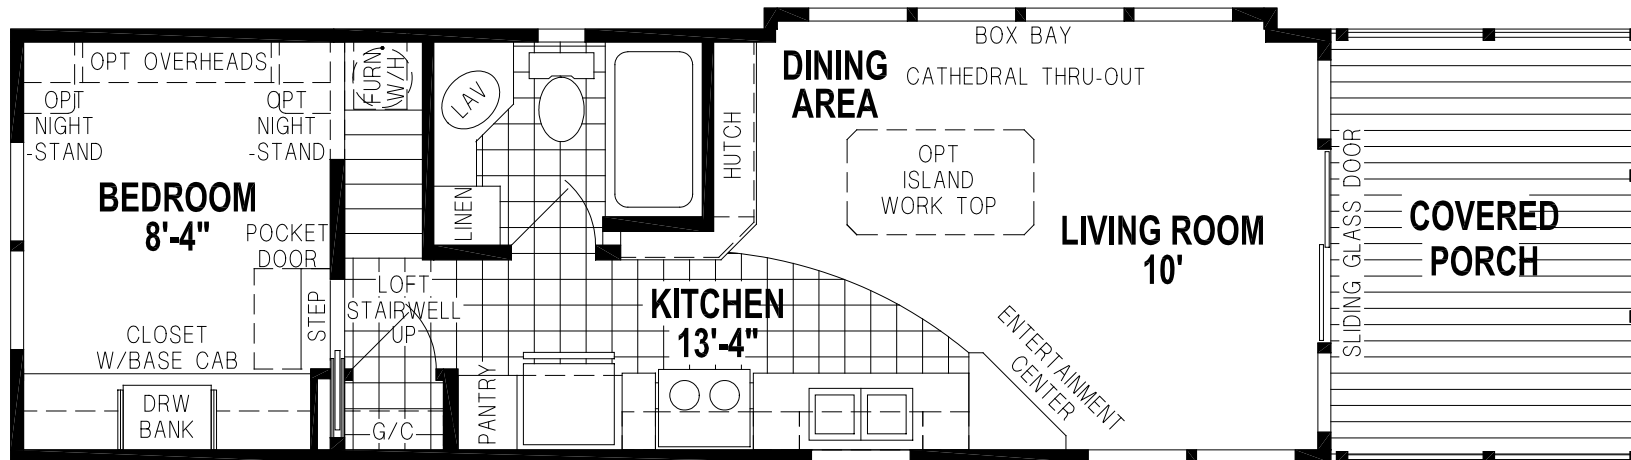 OPT OVERHEADS
OPT
NIGHT
-STAND
OPT
NIGHT
-STAND
BEDROOM
8'-4"
POCKET
DOOR
STEP
CLOSET
W/BASE CAB
DRW
BANK
FURN
W/H
LOFT
STAIRWELL
UP
G/C
LAV
LINEN
HUTCH
PANTRY
KITCHEN
13'-4"
DINING
AREA
BOX BAY
CATHEDRAL THRU-OUT
OPT
ISLAND
WORK TOP
LIVING ROOM
10'
ENTERTAINMENT
CENTER
SLIDING GLASS DOOR
COVERED
PORCH